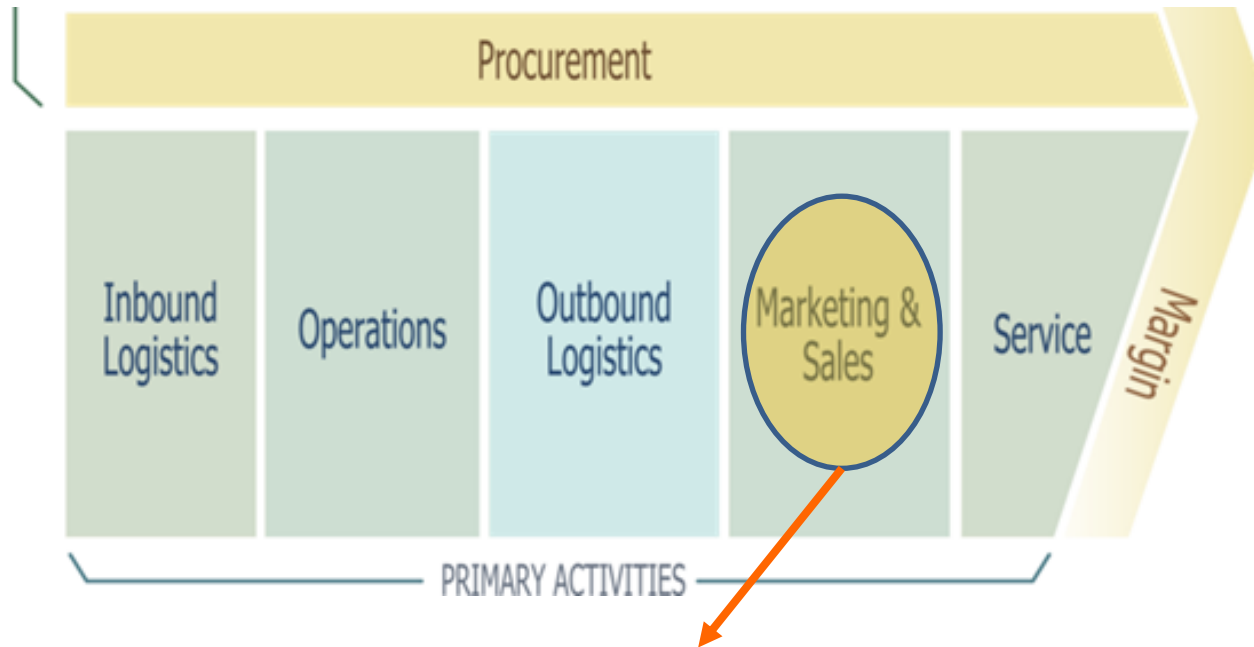 Procurement
Inbound
Logistics
Operations
Outbound
Logistics
Marketing &
Sales
Service
Margin
PRIMARY ACTIVITIES